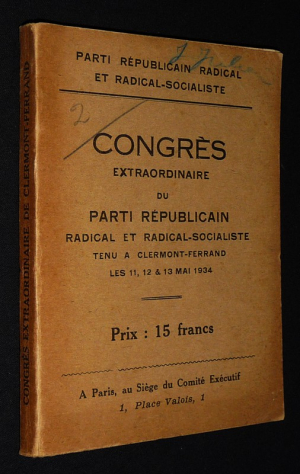 PARTI RÉPUBLICAIN RADICAL
ET RADICAL-SOCIALISTE
2
CONGRÈS
EXTRAORDINAIRE
DU
PARTI RÉPUBLICAIN
RADICAL ET RADICAL-SOCIALISTE
TENU A CLERMONT-FERRAND
LES 11, 12 & 13 MAI 1934
Prix : 15 francs
A Paris, au Siège du Comité Exécutif
1, Place Valois, 1
CONGRÈS EXTRAORDINAIRE DE CLERMONT-FERRAND